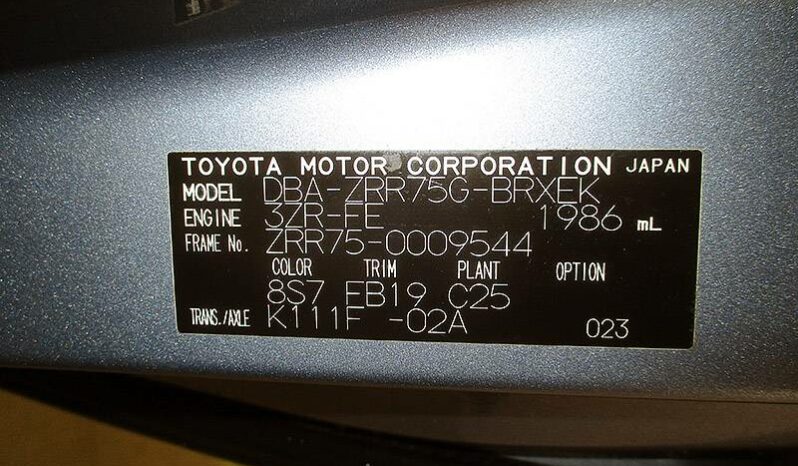 TOYOTA MOTOR CORPORATION JAPAN
MODEL DBA-ZRR75G-BRXEK
ENGINE 3ZR-FE 1986 mL
FRAME No. ZRR75-0009544
COLOR TRIM PLANT OPTION
8S7 FB19 C25
TRANS./AXLE K111F -02A 023